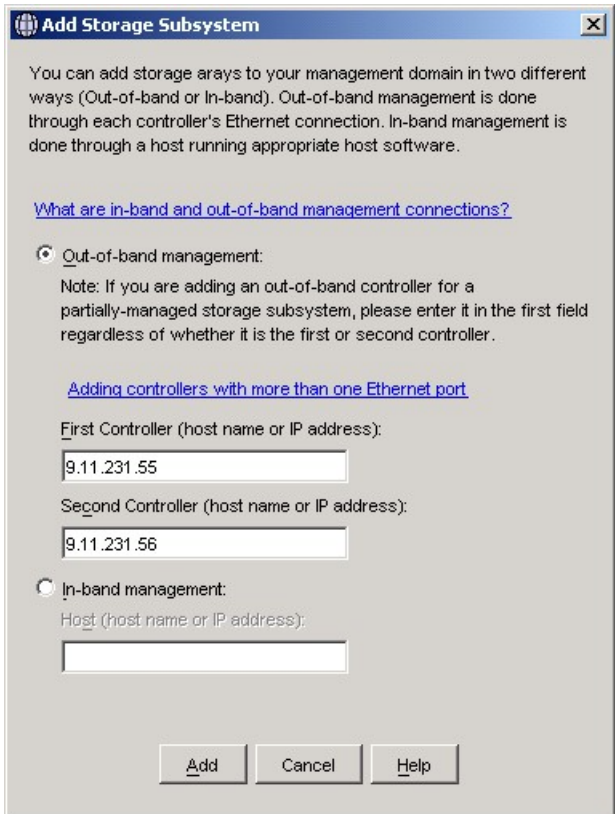 Add Storage Subsystem
You can add storage arays to your management domain in two different
ways (Out-of-band or In-band). Out-of-band management is done
through each controller's Ethernet connection. In-band management is
done through a host running appropriate host software.
What are in-band and out-of-band management connections?
Out-of-band management:
Note: If you are adding an out-of-band controller for a
partially-managed storage subsystem, please enter it in the first field
regardless of whether it is the first or second controller.
Adding controllers with more than one Ethernet port
First Controller (host name or IP address):
9.11.231.55
Second Controller (host name or IP address):
9.11.231.56
In-band management:
Host (host name or IP address):
Add Cancel Help